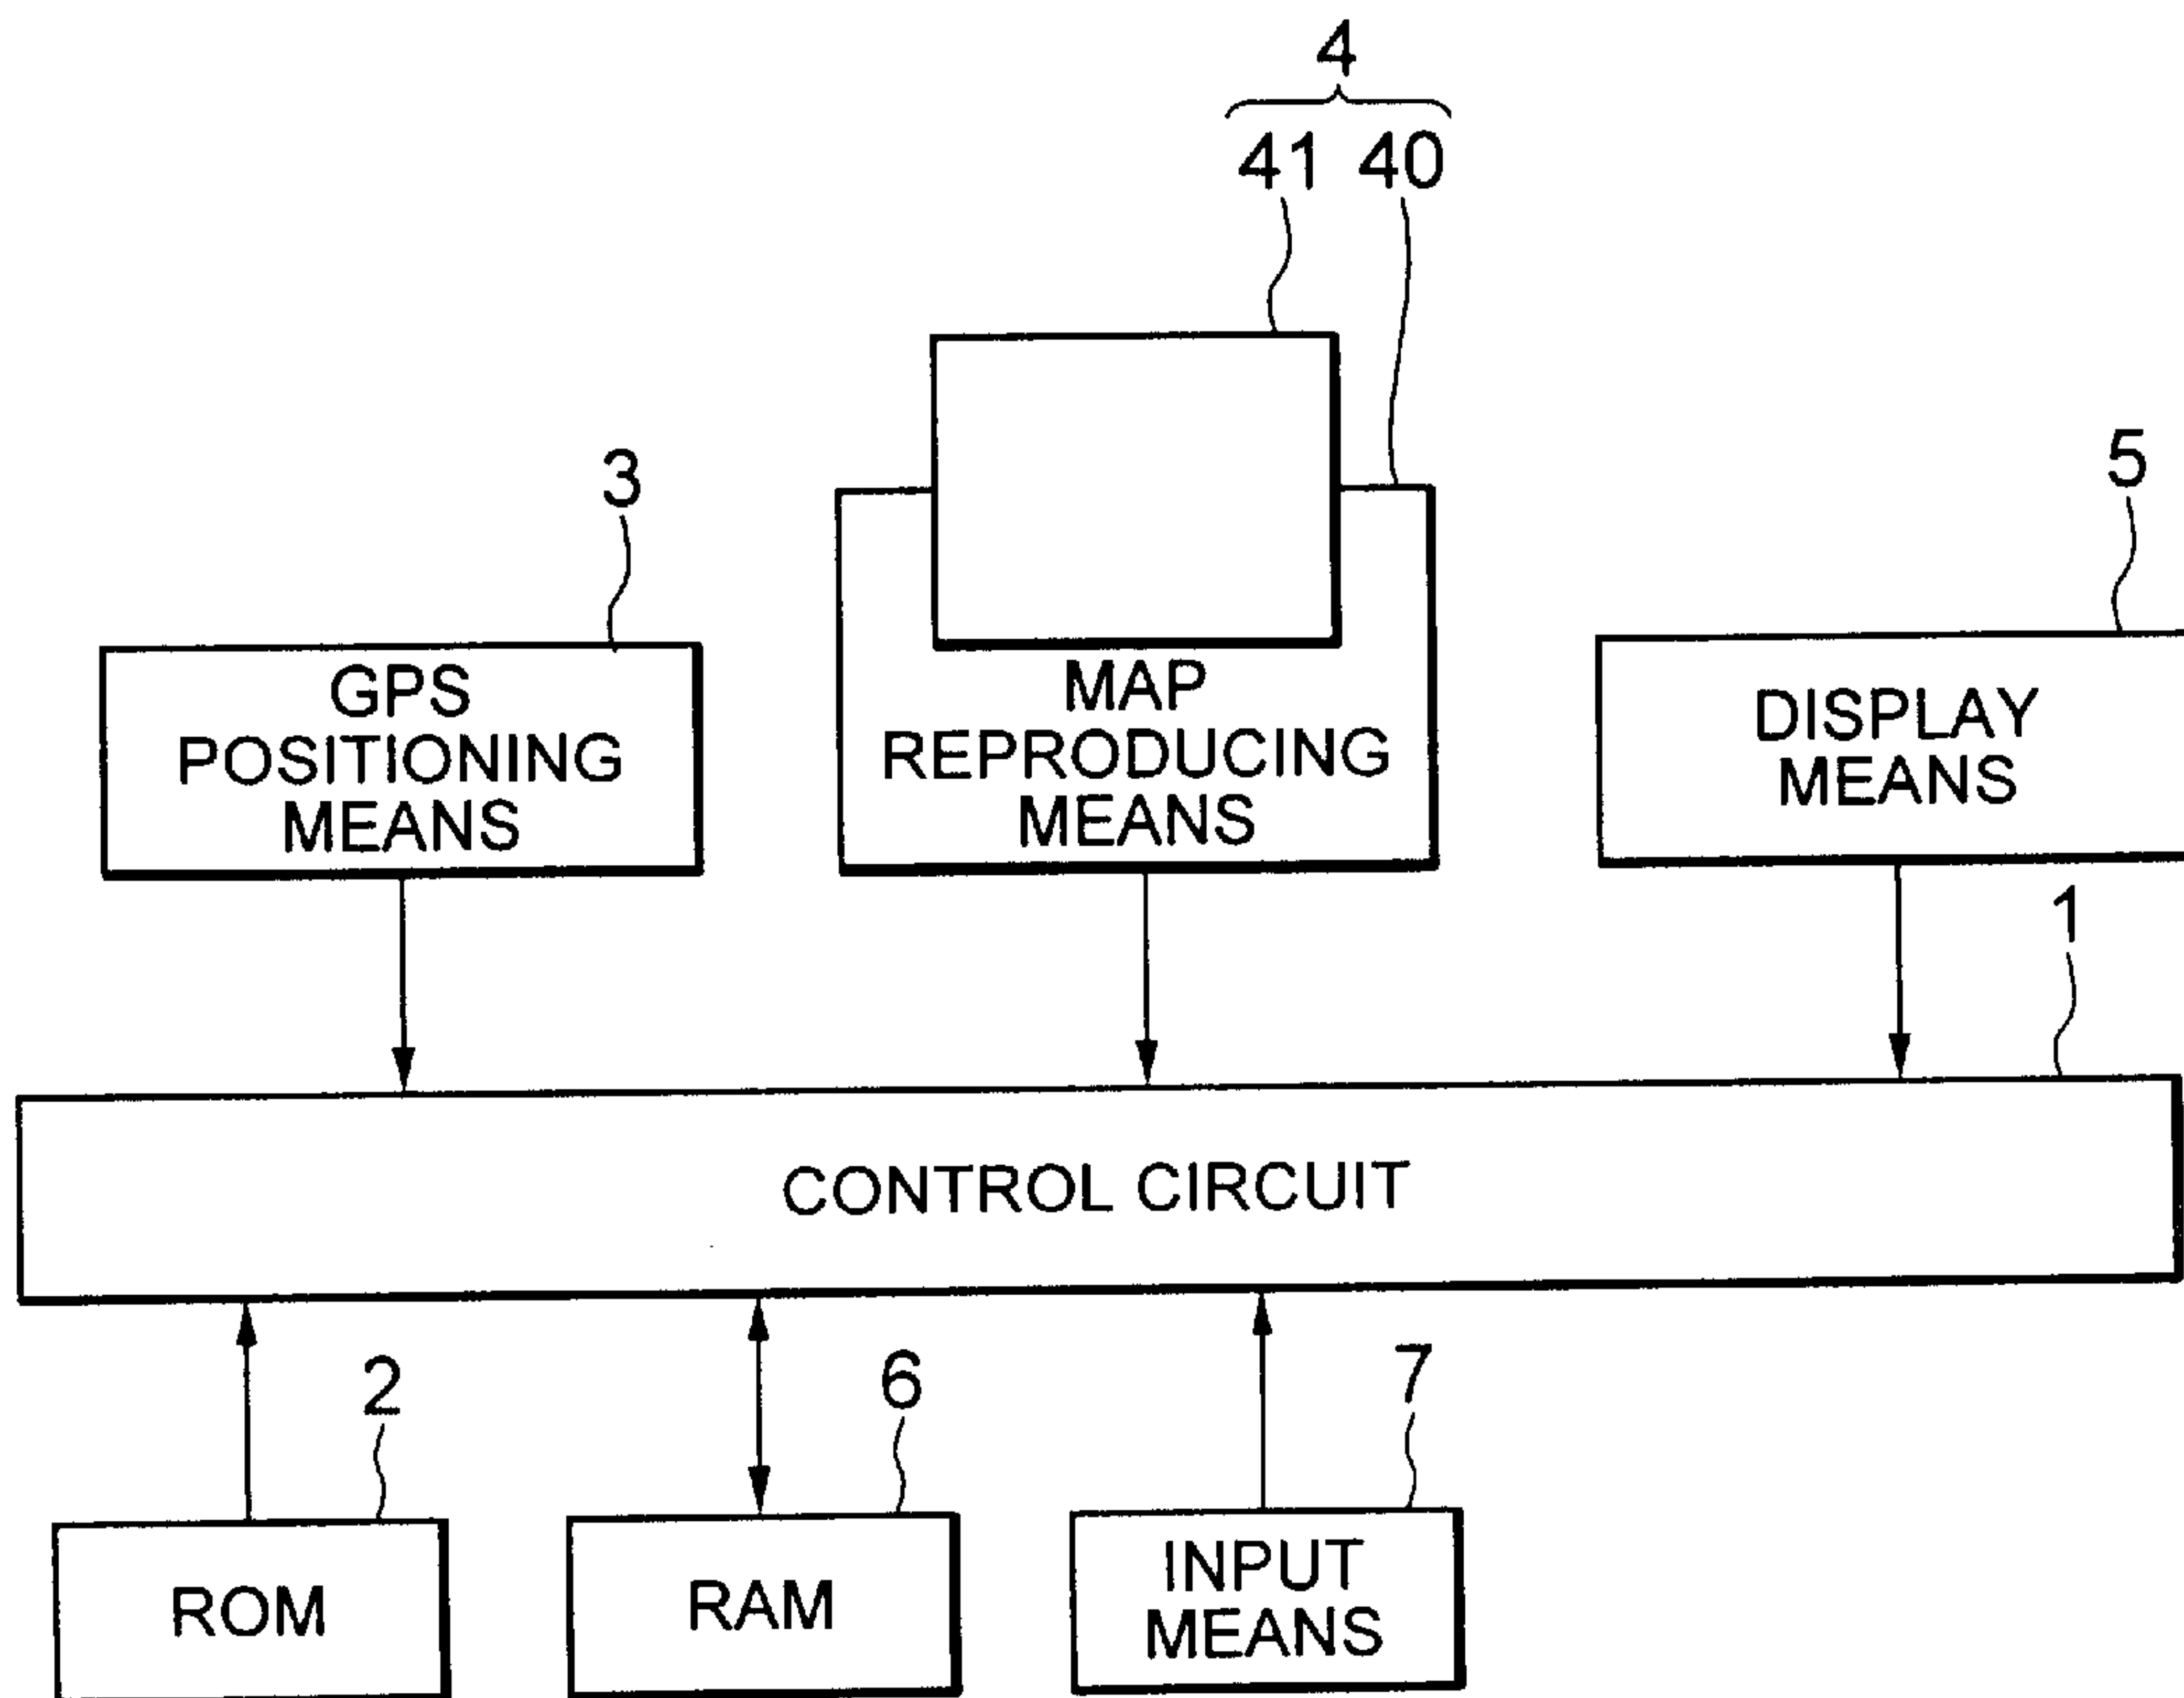 4
41 40
3
5
GPS
POSITIONING
MEANS
MAP
REPRODUCING
MEANS
DISPLAY
MEANS
1
CONTROL CIRCUIT
2
6
7
ROM
RAM
INPUT
MEANS